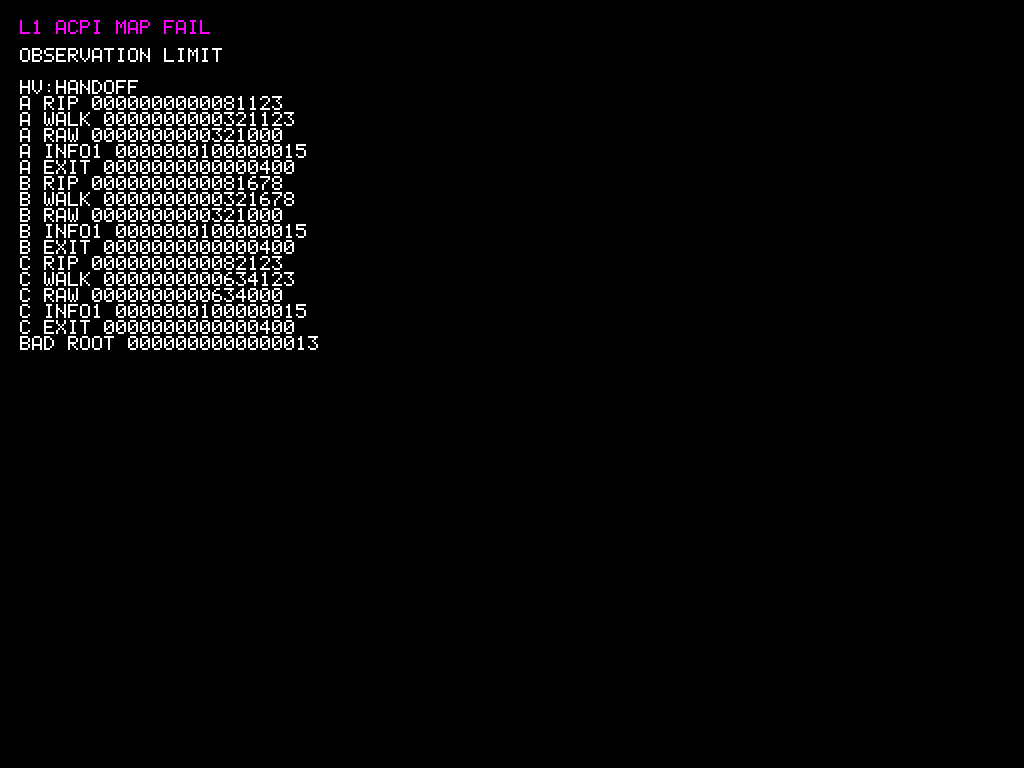 L1 ACPI MAP FAIL
OBSERVATION LIMIT
HV:HANDOFF
A RIP 0000000000081123
A WALK 0000000000321123
A RAW 0000000000321000
A INFO1 0000000100000015
A EXIT 0000000000000400
B RIP 0000000000081678
B WALK 0000000000321678
B RAW 0000000000321000
B INFO1 0000000100000015
B EXIT 0000000000000400
C RIP 0000000000082123
C WALK 0000000000634123
C RAW 0000000000634000
C INFO1 0000000100000015
C EXIT 0000000000000400
BAD ROOT 0000000000000013